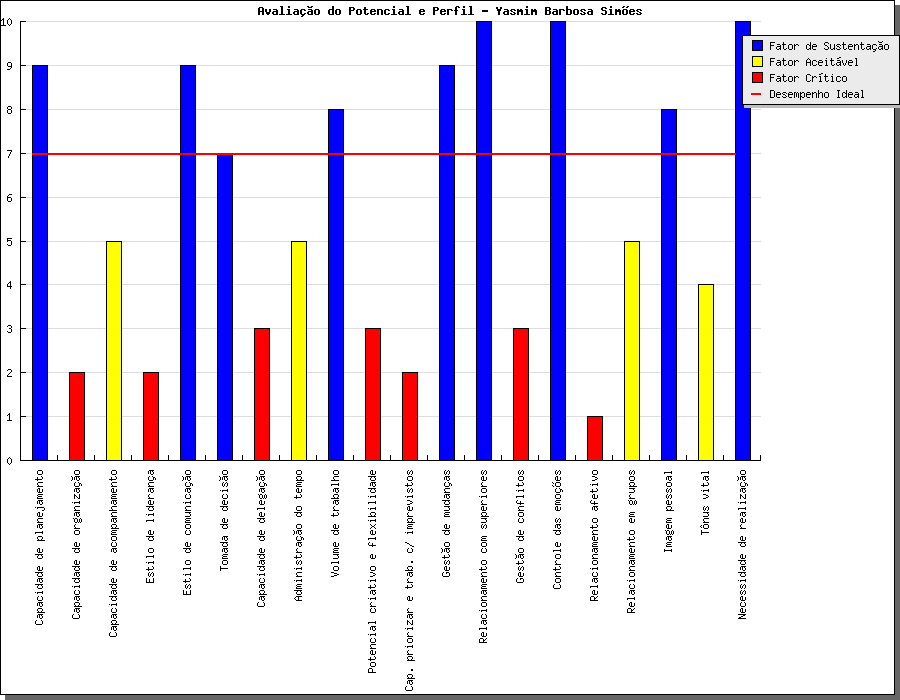 Avaliação do Potencial e Perfil - Yasmim Barbosa Simões
10
9
8
7
6
5
4
3
2
1
0
Fator de Sustentação
Fator Aceitável
Fator Crítico
Desempenho Ideal
Capacidade de planejamento
Capacidade de organização
Capacidade de acompanhamento
Estilo de liderança
Estilo de comunicação
Tomada de decisão
Capacidade de delegação
Administração do tempo
Volume de trabalho
Potencial criativo e flexibilidade
Cap. priorizar e trab. c/ imprevistos
Gestão de mudanças
Relacionamento com superiores
Gestão de conflitos
Controle das emoções
Relacionamento afetivo
Relacionamento em grupos
Imagem pessoal
Tônus vital
Necessidade de realização